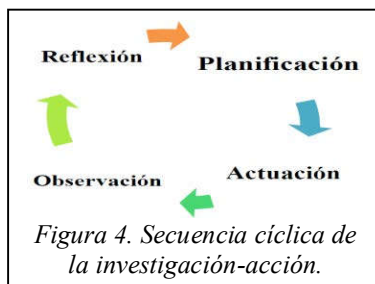 Reflexión
Planificación
Observación
Actuación
Figura 4. Secuencia cíclica de
la investigación-acción.